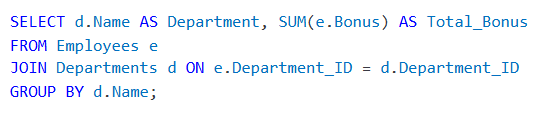 SELECT d.Name AS Department, SUM(e.Bonus) AS Total_Bonus
FROM Employees e
JOIN Departments d ON e.Department_ID = d.Department_ID
GROUP BY d.Name;